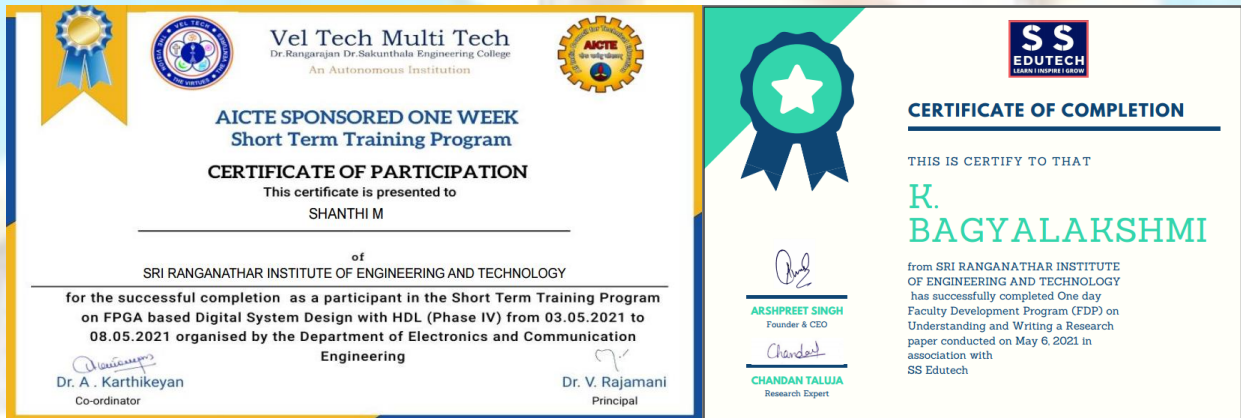 VEL TECH
THE VIRTUES
Vel Tech Multi Tech
Dr.Rangarajan Dr.Sakunthala Engineering College
An Autonomous Institution
AICTE
AICTE SPONSORED ONE WEEK
Short Term Training Program
CERTIFICATE OF PARTICIPATION
This certificate is presented to
SHANTHI M
of
SRI RANGANATHAR INSTITUTE OF ENGINEERING AND TECHNOLOGY
for the successful completion as a participant in the Short Term Training Program
on FPGA based Digital System Design with HDL (Phase IV) from 03.05.2021 to
08.05.2021 organised by the Department of Electronics and Communication
Engineering
Dr. A . Karthikeyan
Co-ordinator
Dr. V. Rajamani
Principal
S S
EDUTECH
LEARN I INSPIRE I GROW
CERTIFICATE OF COMPLETION
THIS IS CERTIFY TO THAT
K.
BAGYALAKSHMI
from SRI RANGANATHAR INSTITUTE
OF ENGINEERING AND TECHNOLOGY
has successfully completed One day
Faculty Development Program (FDP) on
Understanding and Writing a Research
paper conducted on May 6, 2021 in
association with
SS Edutech
ARSHPREET SINGH
Founder & CEO
Chandan
CHANDAN TALUJA
Research Expert